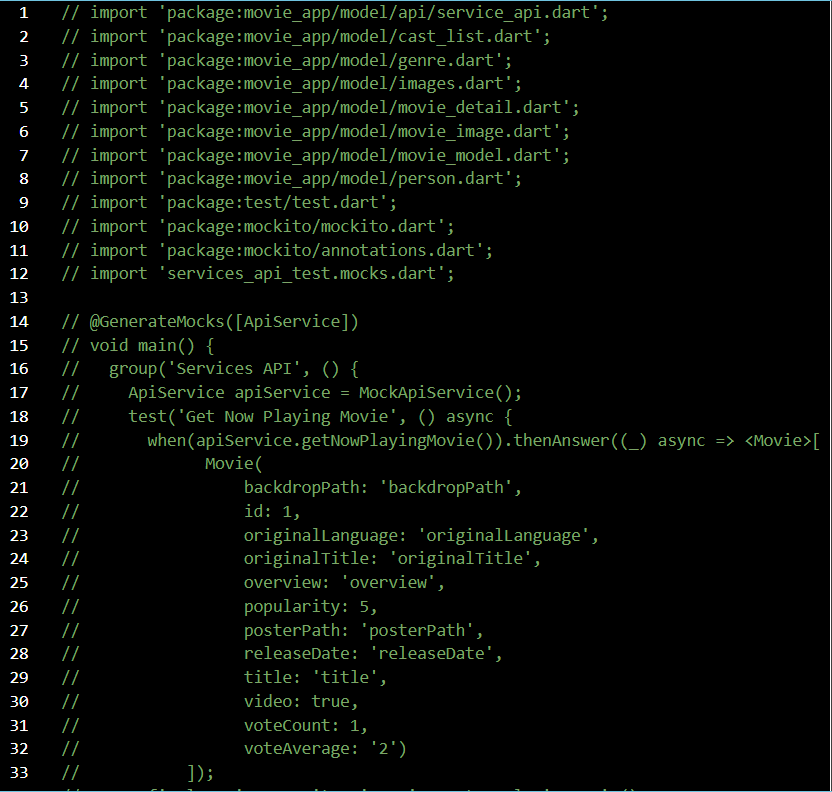 1 // import 'package:movie_app/model/api/service_api.dart';
2 // import 'package:movie_app/model/cast_list.dart';
3 // import 'package:movie_app/model/genre.dart';
4 // import 'package:movie_app/model/images.dart';
5 // import 'package:movie_app/model/movie_detail.dart';
6 // import 'package:movie_app/model/movie_image.dart';
7 // import 'package:movie_app/model/movie_model.dart';
8 // import 'package:movie_app/model/person.dart';
9 // import 'package:test/test.dart';
10 // import 'package:mockito/mockito.dart';
11 // import 'package:mockito/annotations.dart';
12 // import 'services_api_test.mocks.dart';
13
14 // @GenerateMocks([ApiService])
15 // void main() {
16 //   group('Services API', () {
17 //     ApiService apiService = MockApiService();
18 //     test('Get Now Playing Movie', () async {
19 //       when(apiService.getNowPlayingMovie()).thenAnswer((_) async => <Movie>[
20 //             Movie(
21 //                 backdropPath: 'backdropPath',
22 //                 id: 1,
23 //                 originalLanguage: 'originalLanguage',
24 //                 originalTitle: 'originalTitle',
25 //                 overview: 'overview',
26 //                 popularity: 5,
27 //                 posterPath: 'posterPath',
28 //                 releaseDate: 'releaseDate',
29 //                 title: 'title',
30 //                 video: true,
31 //                 voteCount: 1,
32 //                 voteAverage: '2')
33 //           ]);